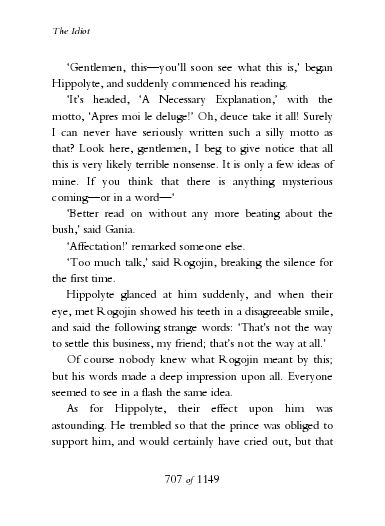 The Idiot
‘Gentlemen, this—you’ll soon see what this is,’ began
Hippolyte, and suddenly commenced his reading.
‘It’s headed, ‘A Necessary Explanation,’ with the
motto, ‘Apres moi le deluge!’ Oh, deuce take it all! Surely
I can never have seriously written such a silly motto as
that? Look here, gentlemen, I beg to give notice that all
this is very likely terrible nonsense. It is only a few ideas of
mine. If you think that there is anything mysterious
coming—or in a word—‘
‘Better read on without any more beating about the
bush,’ said Gania.
‘Affectation!’ remarked someone else.
‘Too much talk,’ said Rogojin, breaking the silence for
the first time.
Hippolyte glanced at him suddenly, and when their
eye, met Rogojin showed his teeth in a disagreeable smile,
and said the following strange words: ‘That’s not the way
to settle this business, my friend; that’s not the way at all.’
Of course nobody knew what Rogojin meant by this;
but his words made a deep impression upon all. Everyone
seemed to see in a flash the same idea.
As for Hippolyte, their effect upon him was
astounding. He trembled so that the prince was obliged to
support him, and would certainly have cried out, but that
707 of 1149